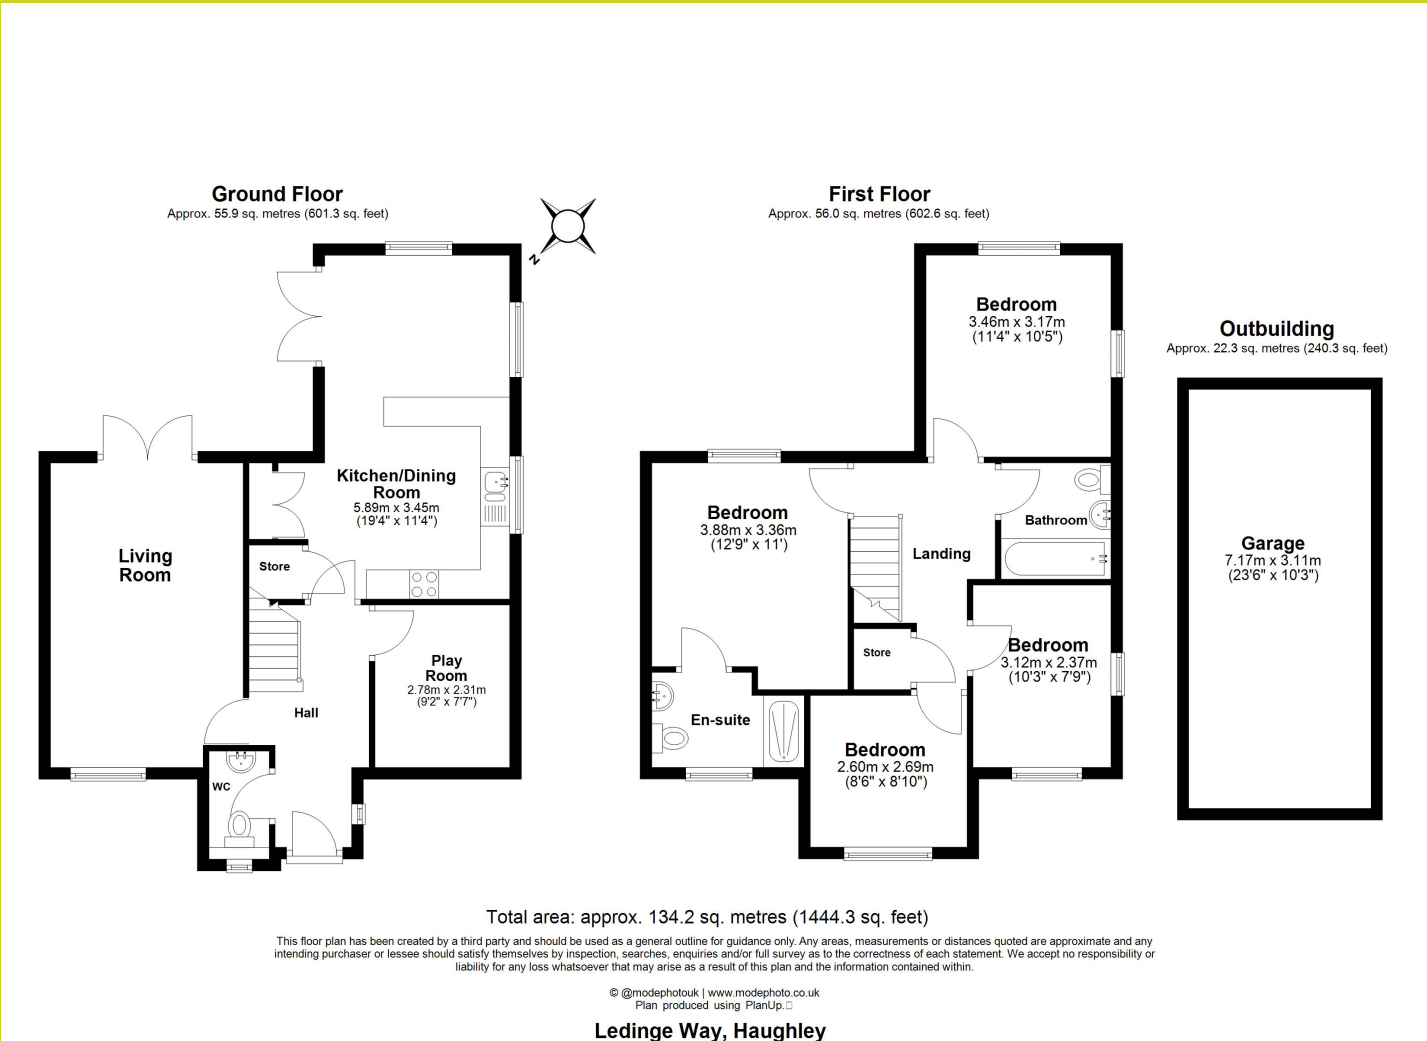 Ground Floor
Approx. 55.9 sq. metres (601.3 sq. feet)
N
Kitchen/Dining
Room
5.89m x 3.45m
(19'4" x 11'4")
Living
Room
Store
Play
Room
2.78m x 2.31m
(9'2" x 7'7")
Hall
WC
First Floor
Approx. 56.0 sq. metres (602.6 sq. feet)
Bedroom
3.46m x 3.17m
(11'4" x 10'5")
Bedroom
3.88m x 3.36m
(12'9" x 11')
Bathroom
Landing
Store
Bedroom
3.12m x 2.37m
(10'3" x 7'9")
En-suite
Bedroom
2.60m x 2.69m
(8'6" x 8'10")
Outbuilding
Approx. 22.3 sq. metres (240.3 sq. feet)
Garage
7.17m x 3.11m
(23'6" x 10'3")
Total area: approx. 134.2 sq. metres (1444.3 sq. feet)
This floor plan has been created by a third party and should be used as a general outline for guidance only. Any areas, measurements or distances quoted are approximate and any
intending purchaser or lessee should satisfy themselves by inspection, searches, enquiries and/or full survey as to the correctness of each statement. We accept no responsibility or
liability for any loss whatsoever that may arise as a result of this plan and the information contained within.
© @modephotouk | www.modephoto.co.uk
Plan produced using PlanUp.
Ledinge Way, Haughley